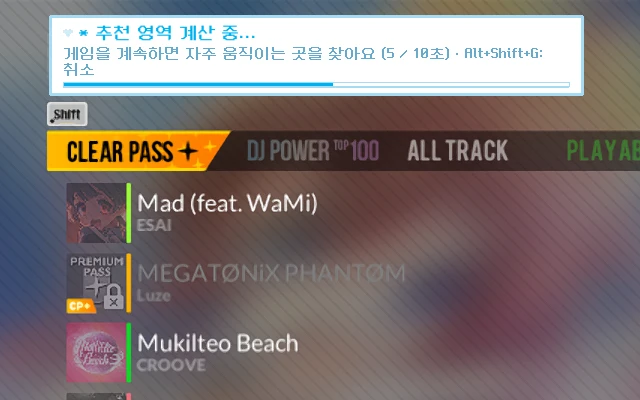 ♥ * 추천 영역 계산 중...
게임을 계속하면 자주 움직이는 곳을 찾아요 (5 / 10초) · Alt+Shift+G:
취소
Shift
CLEAR PASS+ DJ POWER TOP 100 ALL TRACK PLAYAB
Mad (feat. WaMi)
ESAI
PREMIUM PASS
CP+
MEGATØNiX PHANTØM
Luze
Mukilteo Beach
CROOVE